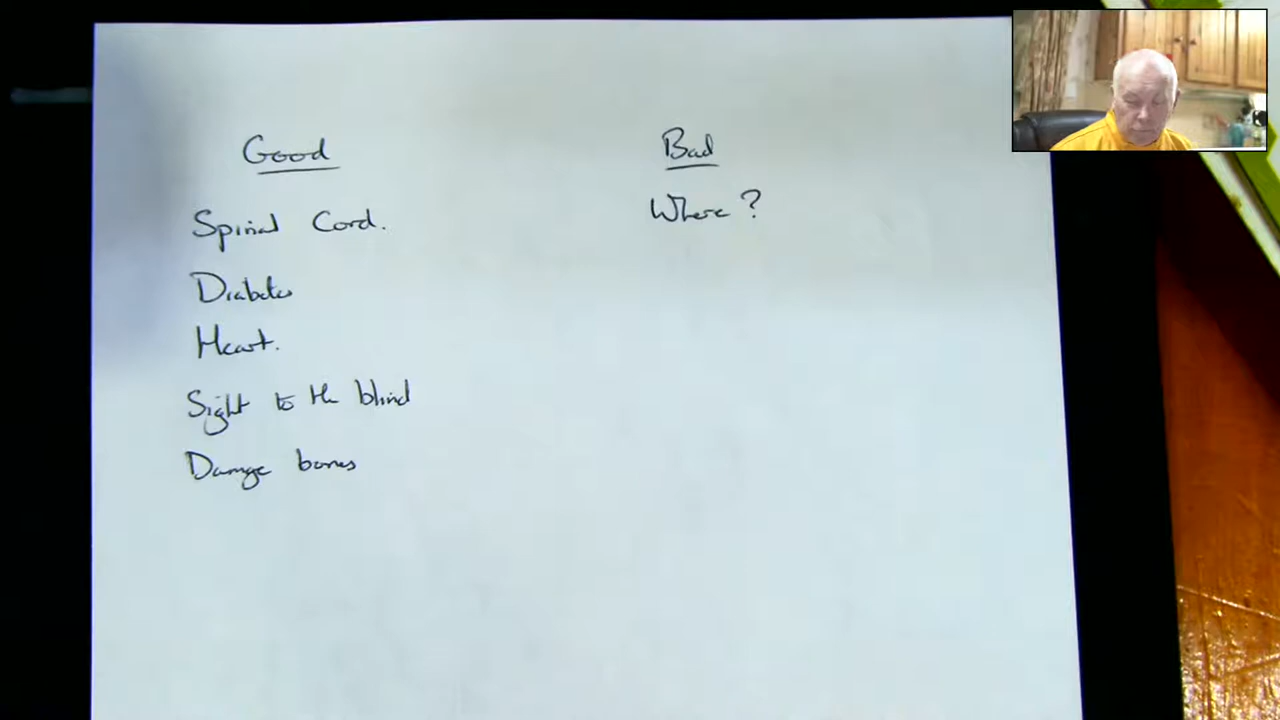 Good
Spinal Cord.
Diabetes
Heart.
Sight to the blind
Damage bones
Bad
Where?